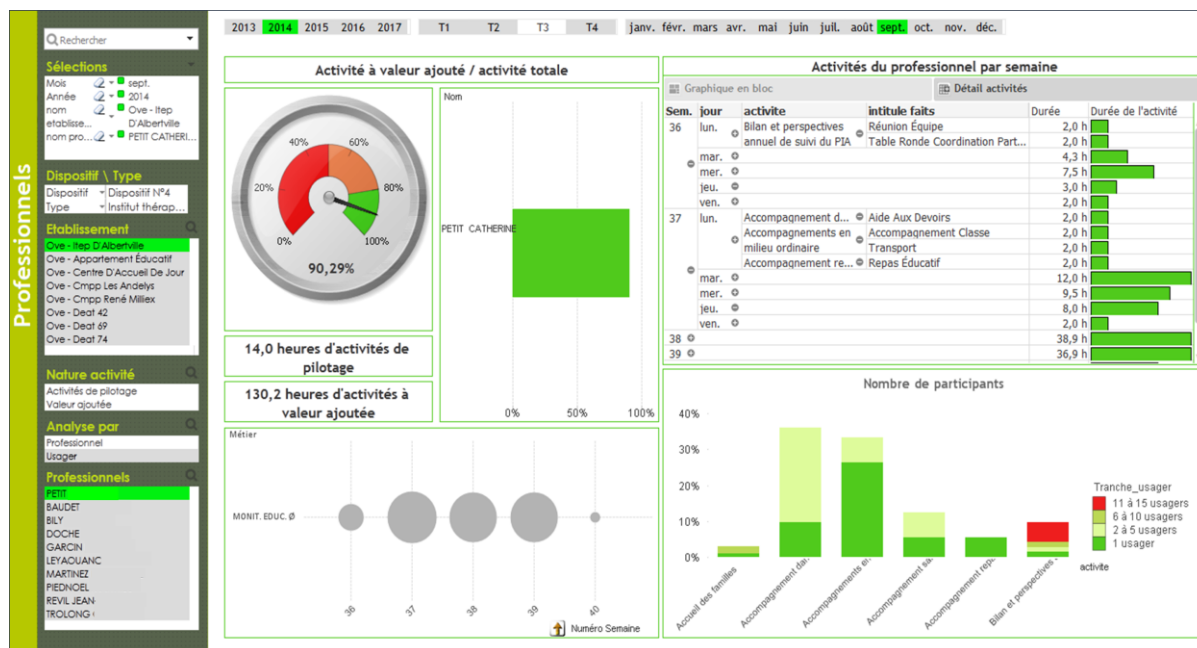 Professionnels
Rechercher
Sélections
Mois sept.
Année 2014
nom Ove - Itep
etablisse... D'Albertville
nom pro... PETIT CATHERI...
Dispositif \ Type
Dispositif Dispositif N°4
Type Institut thérap...
Etablissement
Ove - Itep D'Albertville
Ove - Appartement Éducatif
Ove - Centre D'Accueil De Jour
Ove - Cmpp Les Andelys
Ove - Cmpp René Milliex
Ove - Deat 42
Ove - Deat 69
Ove - Deat 74
Nature activité
Activités de pilotage
Valeur ajoutée
Analyse par
Professionnel
Usager
Professionnels
PETIT
BAUDET
BILY
DOCHE
GARCIN
LEYAOUANC
MARTINEZ
PIEDNOEL
REVIL JEAN
TROLONG
2013 2014 2015 2016 2017 T1 T2 T3 T4 janv. févr. mars avr. mai juin juil. août sept. oct. nov. déc.
Activité à valeur ajouté / activité totale
0% 20% 40% 60% 80% 100%
90,29%
14,0 heures d'activités de
pilotage
130,2 heures d'activités à
valeur ajoutée
Nom
PETIT CATHERINE
0% 50% 100%
Métier
MONIT. EDUC. Ø
36 37 38 39 40
Numéro Semaine
Activités du professionnel par semaine
Graphique en bloc Détail activités
Sem. jour activite intitule faits Durée Durée de l'activité
36 lun. Bilan et perspectives Réunion Équipe 2,0 h
annuel de suivi du PIA Table Ronde Coordination Part... 2,0 h
mar. 4,3 h
mer. 7,5 h
jeu. 3,0 h
ven. 2,0 h
37 lun. Accompagnement d... Aide Aux Devoirs 2,0 h
Accompagnements en Accompagnement Classe 2,0 h
milieu ordinaire Transport 2,0 h
Accompagnement re... Repas Éducatif 2,0 h
mar. 12,0 h
mer. 9,5 h
jeu. 8,0 h
ven. 2,0 h
38 38,9 h
39 36,9 h
Nombre de participants
40%
30%
20%
10%
0%
Accueil des familles
Accompagnement dan...
Accompagnements en...
Accompagnement sa...
Accompagnement repa...
Bilan et perspectives
activite
Tranche_usager
11 à 15 usagers
6 à 10 usagers
2 à 5 usagers
1 usager